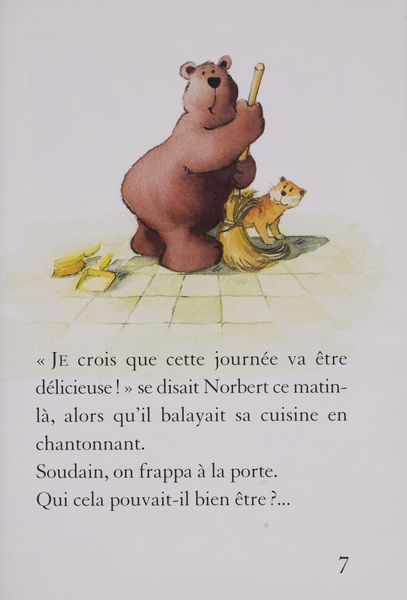 « JE crois que cette journée va être
délicieuse ! » se disait Norbert ce matin-
là, alors qu'il balayait sa cuisine en
chantonnant.
Soudain, on frappa à la porte.
Qui cela pouvait-il bien être ?...
7